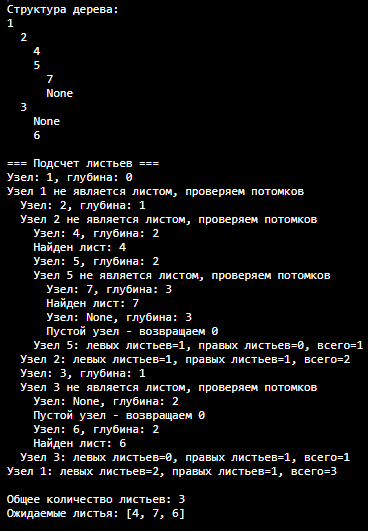 Структура дерева:
1
  2
    4
    5
      7
      None
  3
    None
    6

=== Подсчет листьев ===
Узел: 1, глубина: 0
Узел 1 не является листом, проверяем потомков
  Узел: 2, глубина: 1
  Узел 2 не является листом, проверяем потомков
    Узел: 4, глубина: 2
    Найден лист: 4
    Узел: 5, глубина: 2
    Узел 5 не является листом, проверяем потомков
      Узел: 7, глубина: 3
      Найден лист: 7
      Узел: None, глубина: 3
      Пустой узел - возвращаем 0
    Узел 5: левых листьев=1, правых листьев=0, всего=1
  Узел 2: левых листьев=1, правых листьев=1, всего=2
  Узел: 3, глубина: 1
  Узел 3 не является листом, проверяем потомков
    Узел: None, глубина: 2
    Пустой узел - возвращаем 0
    Узел: 6, глубина: 2
    Найден лист: 6
  Узел 3: левых листьев=0, правых листьев=1, всего=1
Узел 1: левых листьев=2, правых листьев=1, всего=3

Общее количество листьев: 3
Ожидаемые листья: [4, 7, 6]